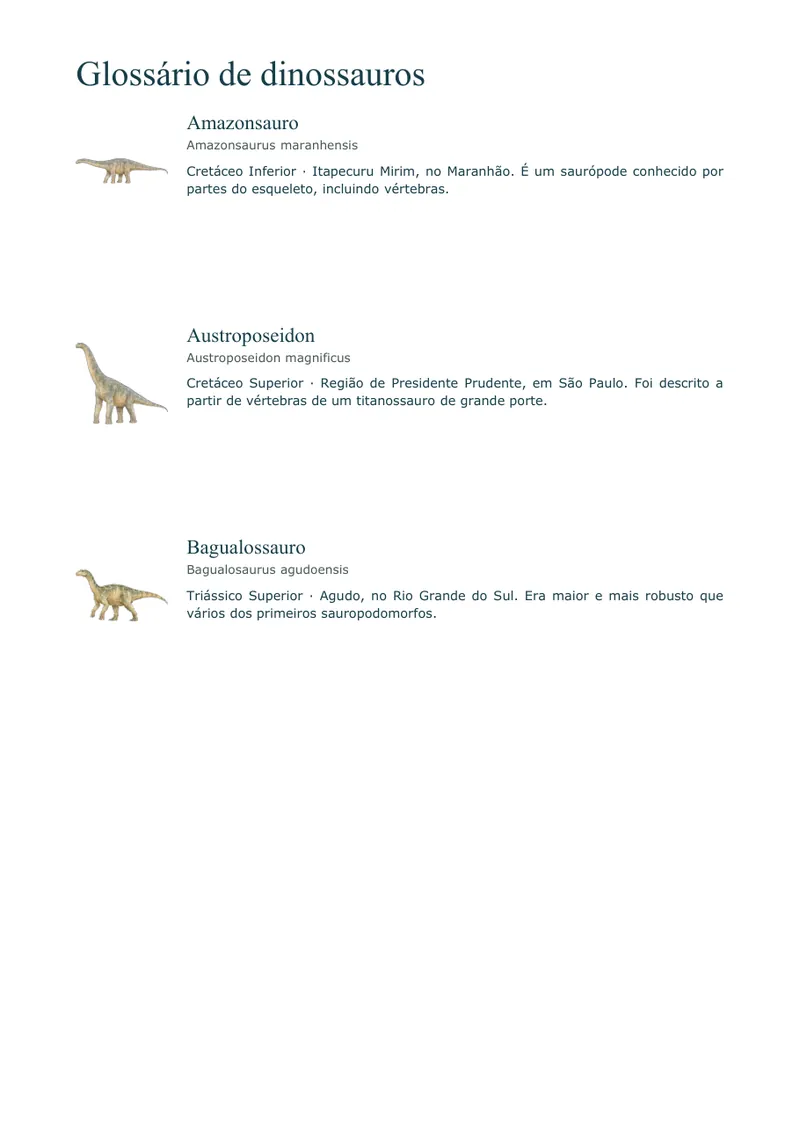 Glossário de dinossauros
Amazonsauro
Amazonsaurus maranhensis
Cretáceo Inferior · Itapecuru Mirim, no Maranhão. É um saurópode conhecido por
partes do esqueleto, incluindo vértebras.
Austroposeidon
Austroposeidon magnificus
Cretáceo Superior · Região de Presidente Prudente, em São Paulo. Foi descrito a
partir de vértebras de um titanossauro de grande porte.
Bagualossauro
Bagualosaurus agudoensis
Triássico Superior · Agudo, no Rio Grande do Sul. Era maior e mais robusto que
vários dos primeiros sauropodomorfos.